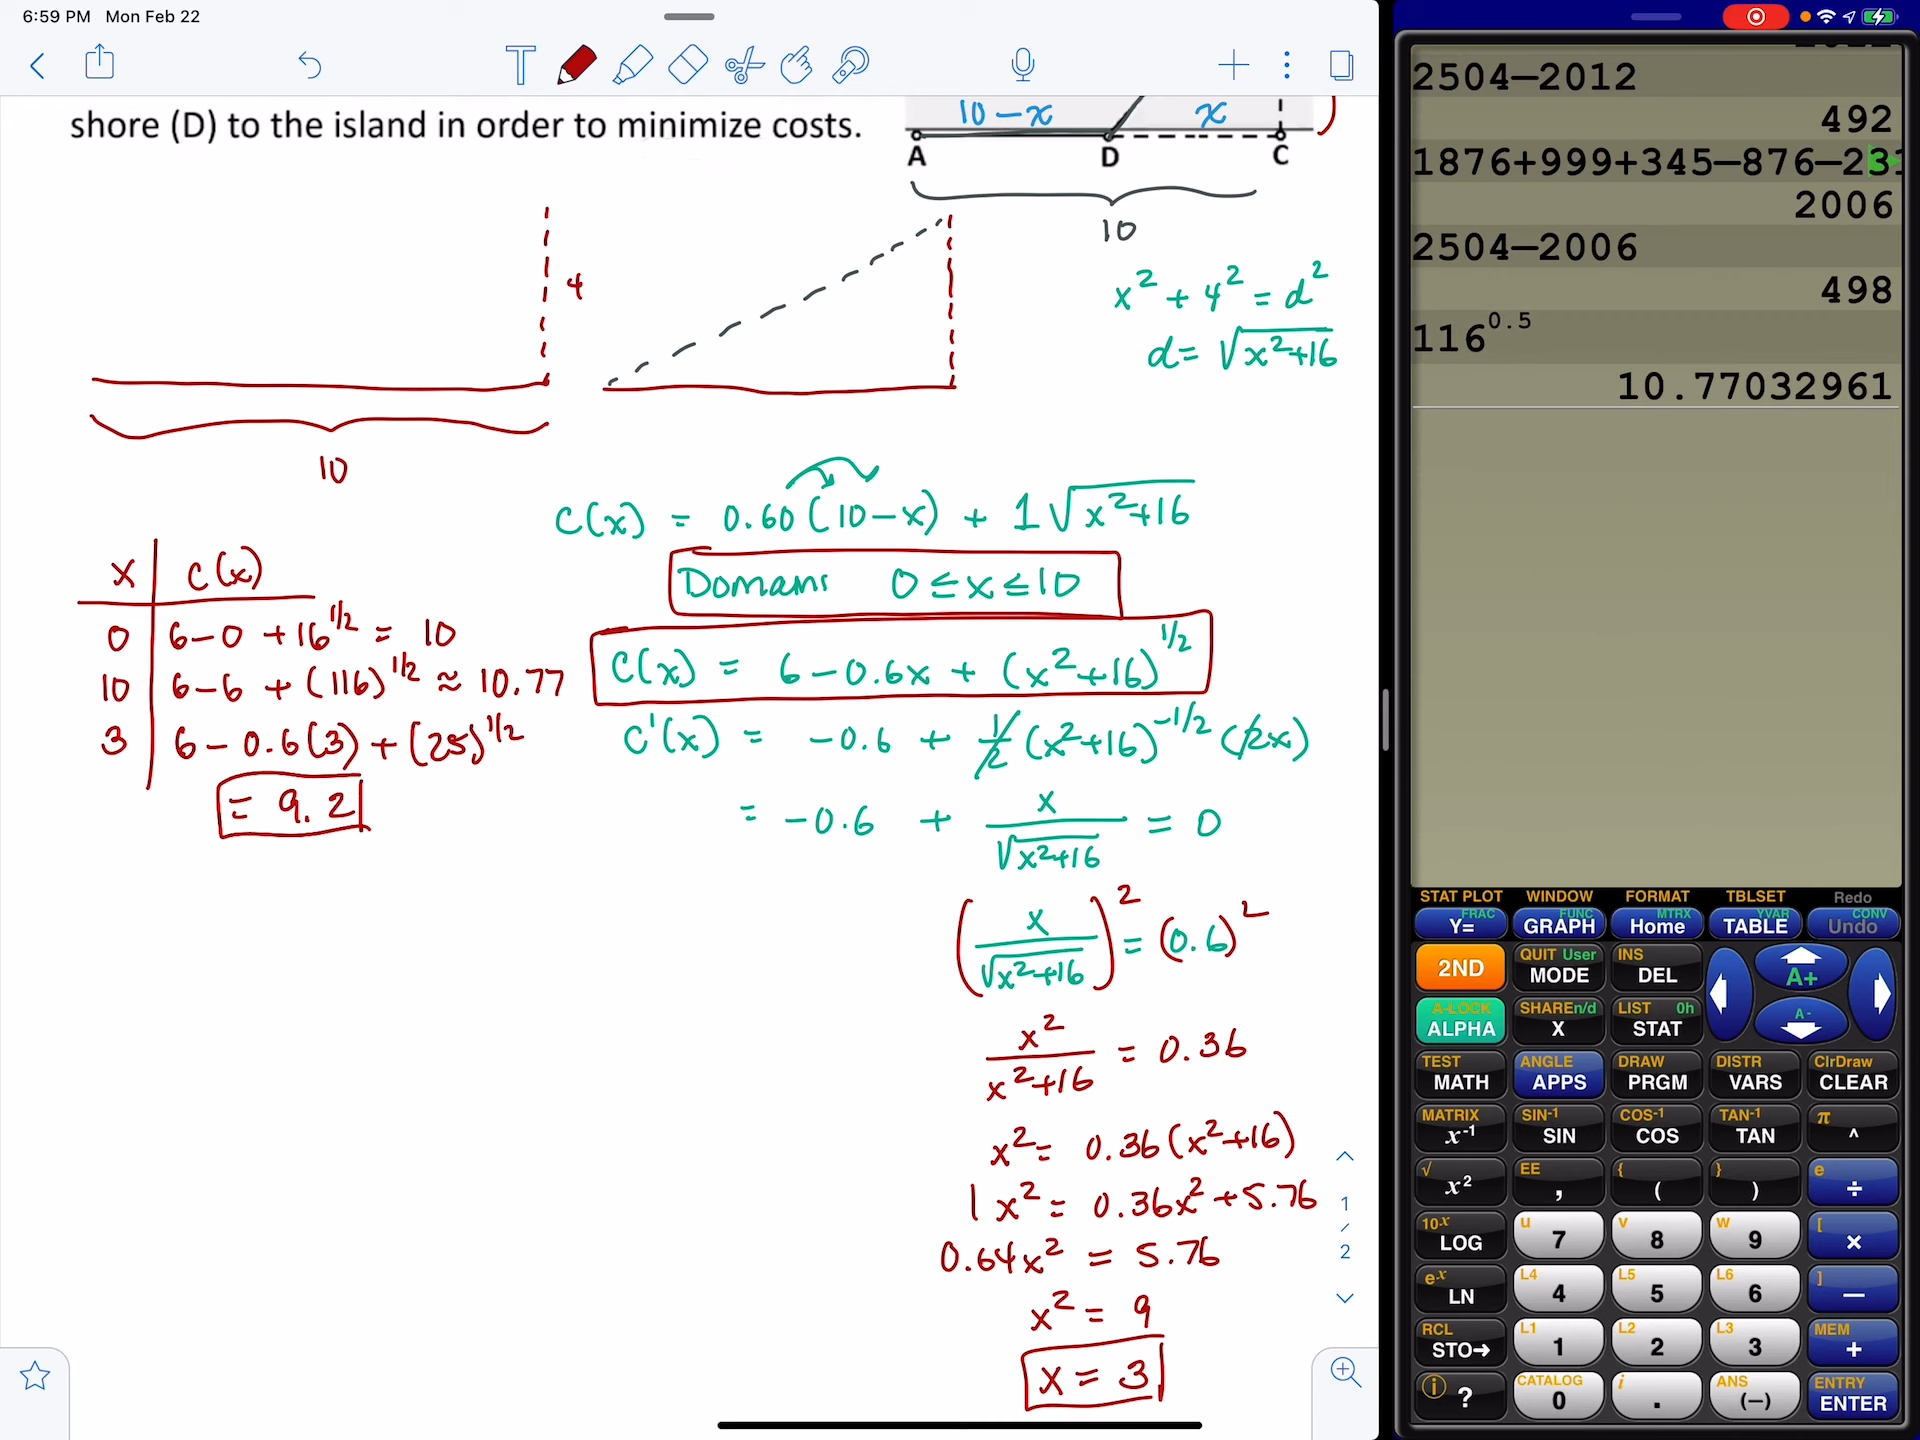 6:59 PM Mon Feb 22
shore (D) to the island in order to minimize costs.
10-x x
A D C
10
4
10
x² + 4² = d²
d = √x²+16
C(x) = 0.60(10-x) + 1√x²+16
Domain 0 ≤ x ≤ 10
C(x) = 6-0.6x + (x²+16)^1/2
C'(x) = -0.6 + 1/2 (x²+16)^-1/2 (2x)
= -0.6 + x/√x²+16 = 0
(x/√x²+16)² = (0.6)²
x²/x²+16 = 0.36
x² = 0.36(x²+16)
1x² = 0.36x²+5.76
0.64x² = 5.76
x² = 9
x = 3
x C(x)
0 6-0+16^1/2 = 10
10 6-6+(116)^1/2 ≈ 10.77
3 6-0.6(3)+(25)^1/2
= 9.2
1
/
2
2504-2012
492
1876+999+345-876-231
2006
2504-2006
498
116^0.5
10.77032961
STAT PLOT WINDOW FORMAT TBLSET Redo
FRAC FUNC MTRX YVAR CONV
Y= GRAPH Home TABLE Undo
QUIT User INS
2ND MODE DEL A+
A-LOCK SHARE n/d LIST 0h A-
ALPHA X STAT
TEST ANGLE DRAW DISTR ClrDraw
MATH APPS PRGM VARS CLEAR
MATRIX SIN-1 COS-1 TAN-1 π
x-1 SIN COS TAN ^
√ EE { } e
x² , ( ) ÷
10x u v w [
LOG 7 8 9 ×
ex L4 L5 L6 ]
LN 4 5 6 −
RCL L1 L2 L3 MEM
STO→ 1 2 3 +
i CATALOG i ANS ENTRY
? 0 . (−) ENTER